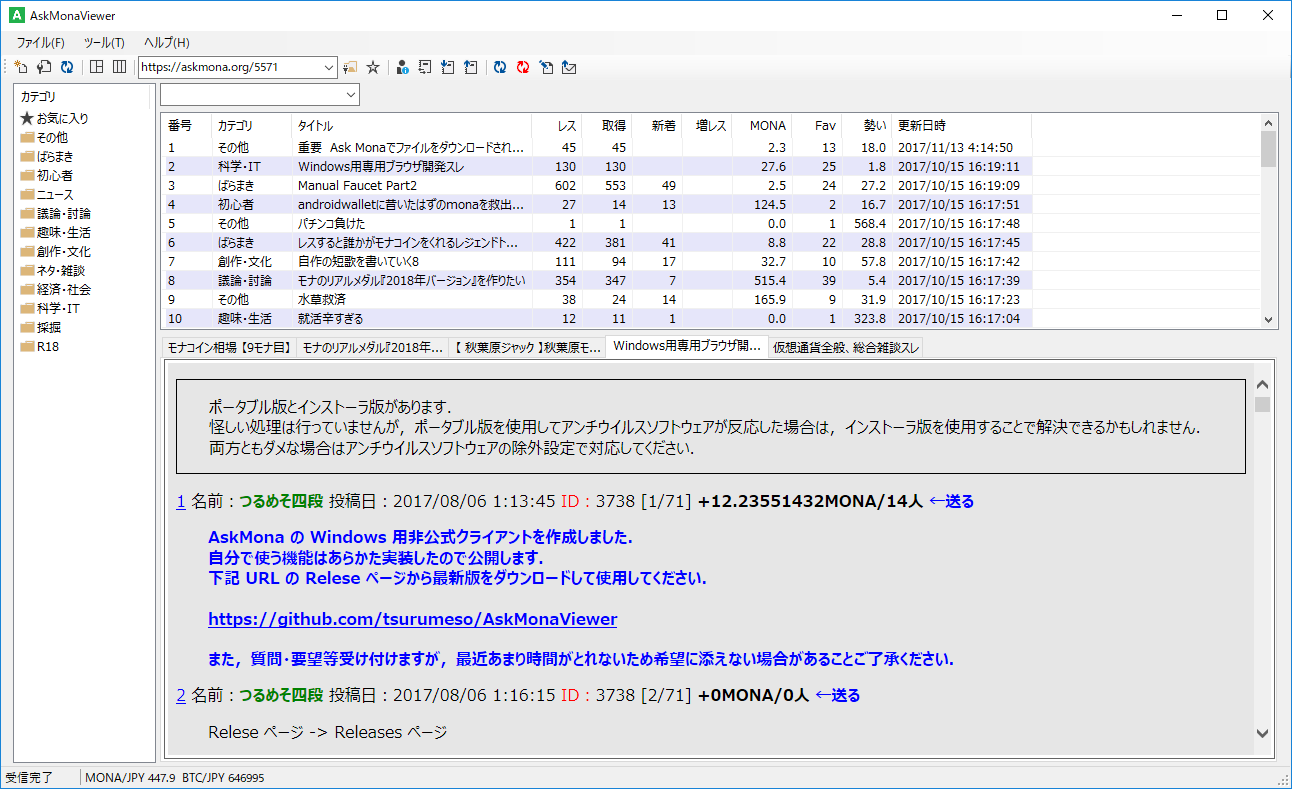 AskMonaViewer
ファイル(F) ツール(T) ヘルプ(H)
https://askmona.org/5571
カテゴリ
お気に入り
その他
ばらまき
初心者
ニュース
議論・討論
趣味・生活
創作・文化
ネタ・雑談
経済・社会
科学・IT
採掘
R18
番号 カテゴリ タイトル レス 取得 新着 増レス MONA Fav 勢い 更新日時
1 その他 重要 Ask Monaでファイルをダウンロードされ... 45 45 2.3 13 18.0 2017/11/13 4:14:50
2 科学・IT Windows用専用ブラウザ開発スレ 130 130 27.6 25 1.8 2017/10/15 16:19:11
3 ばらまき Manual Faucet Part2 602 553 49 2.5 24 27.2 2017/10/15 16:19:09
4 初心者 androidwalletに昔いたはずのmonaを救出... 27 14 13 124.5 2 16.7 2017/10/15 16:17:51
5 その他 パチンコ負けた 1 1 0.0 1 568.4 2017/10/15 16:17:48
6 ばらまき レスすると誰かがモナコインをくれるレジェンドト... 422 381 41 8.8 22 28.8 2017/10/15 16:17:45
7 創作・文化 自作の短歌を書いていく8 111 94 17 32.7 10 57.8 2017/10/15 16:17:42
8 議論・討論 モナのリアルメダル『2018年バージョン』を作りたい 354 347 7 515.4 39 5.4 2017/10/15 16:17:39
9 その他 水草救済 38 24 14 165.9 9 31.9 2017/10/15 16:17:23
10 趣味・生活 就活辛すぎる 12 11 1 0.0 1 323.8 2017/10/15 16:17:04
モナコイン相場【9モナ目】 モナのリアルメダル『2018年... 【秋葉原ジャック】秋葉原モ... Windows用専用ブラウザ開... 仮想通貨全般、総合雑談スレ
ポータブル版とインストーラ版があります.
怪しい処理は行っていませんが，ポータブル版を使用してアンチウイルスソフトウェアが反応した場合は，インストーラ版を使用することで解決できるかもしれません.
両方ともダメな場合はアンチウイルスソフトウェアの除外設定で対応してください.
1 名前：つるめそ四段 投稿日：2017/08/06 1:13:45 ID：3738 [1/71] +12.23551432MONA/14人 ←送る
AskMona の Windows 用非公式クライアントを作成しました.
自分で使う機能はあらかた実装したので公開します.
下記 URL の Relese ページから最新版をダウンロードして使用してください.
https://github.com/tsurumeso/AskMonaViewer
また，質問・要望等受け付けますが，最近あまり時間がとれないため希望に添えない場合があることご了承ください.
2 名前：つるめそ四段 投稿日：2017/08/06 1:16:15 ID：3738 [2/71] +0MONA/0人 ←送る
Relese ページ -> Releases ページ
受信完了 MONA/JPY 447.9 BTC/JPY 646995